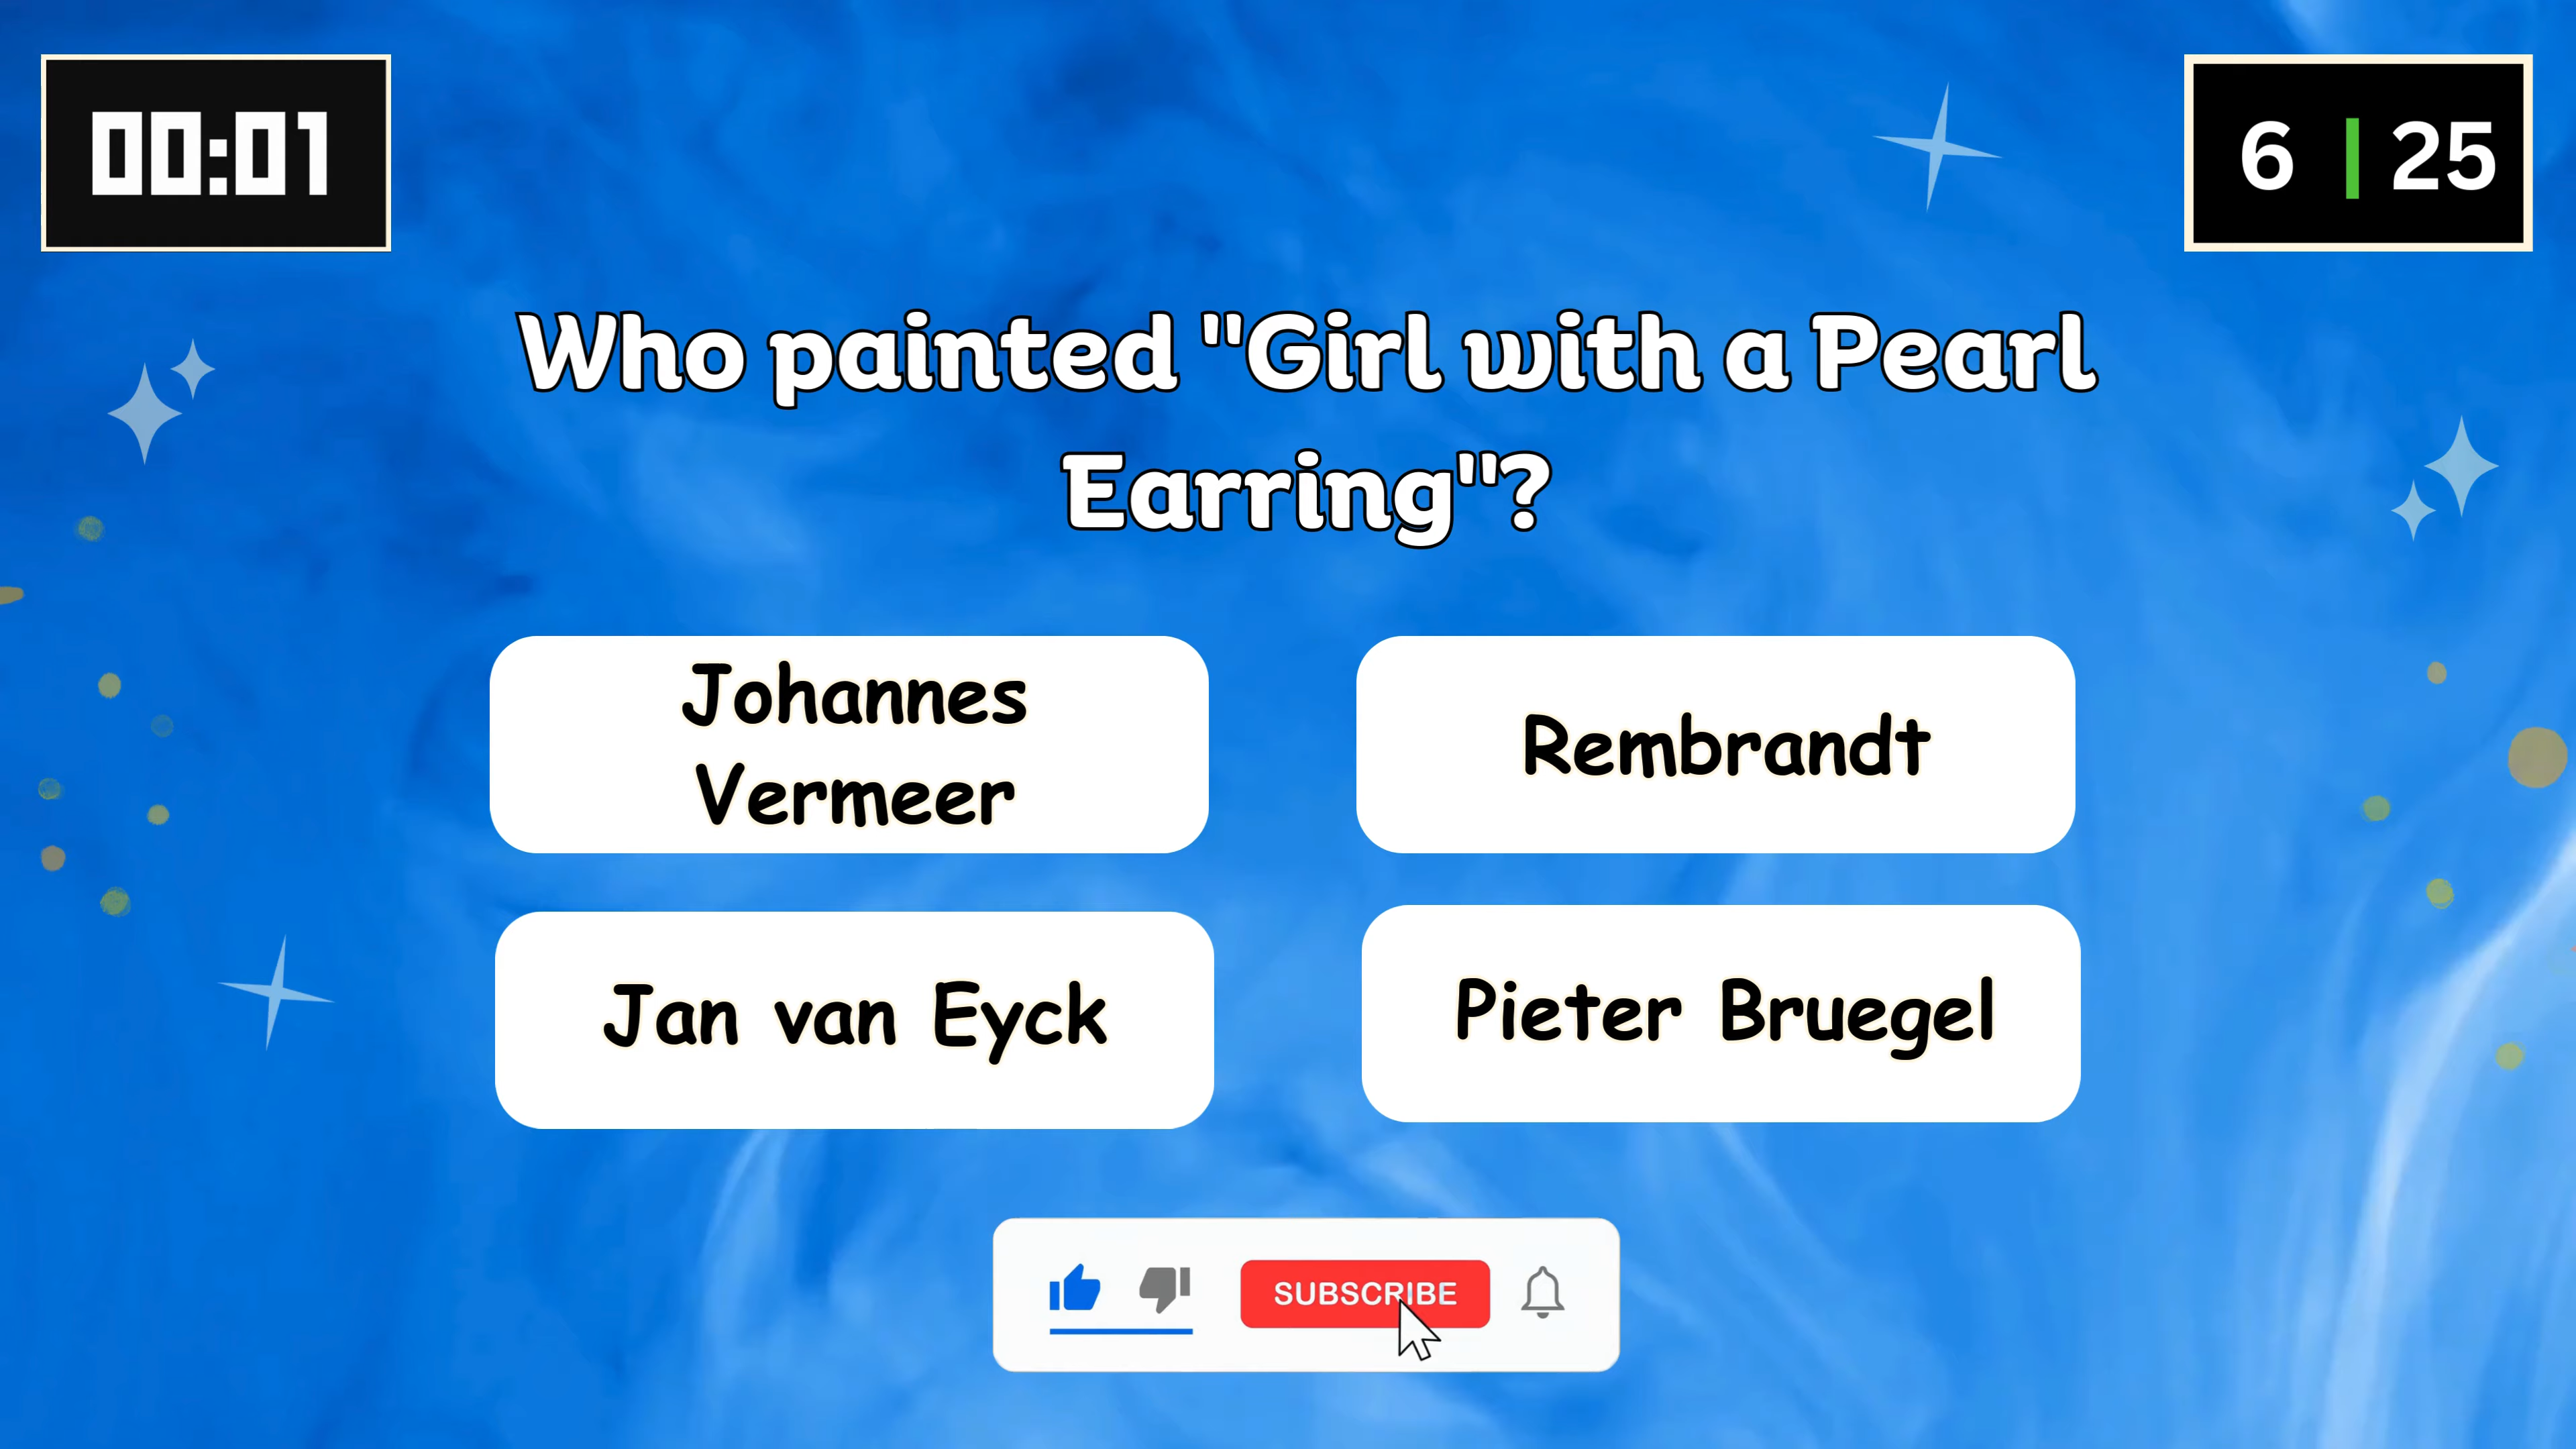 00:01
6 | 25
Who painted "Girl with a Pearl
Earring"?
Johannes
Vermeer
Rembrandt
Jan van Eyck
Pieter Bruegel
SUBSCRIBE